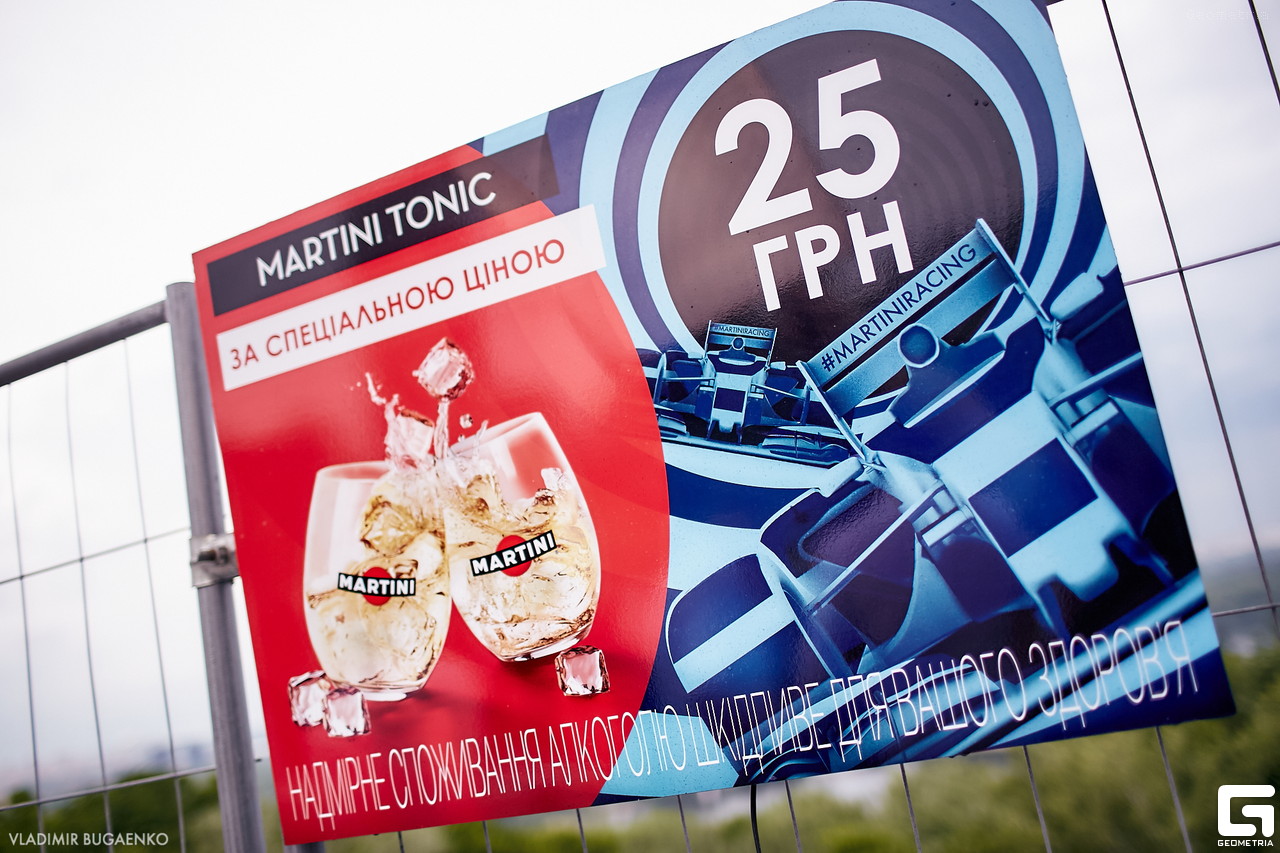 MARTINI TONIC
ЗА СПЕЦІАЛЬНОЮ ЦІНОЮ
25
ГРН
#MARTINIRACING
#MARTINIRACING
MARTINI
MARTINI
НАДМІРНЕ СПОЖИВАННЯ АЛКОГОЛЮ ШКІДЛИВЕ ДЛЯ ВАШОГО ЗДОРОВ'Я
VLADIMIR BUGAENKO
GEOMETRIA